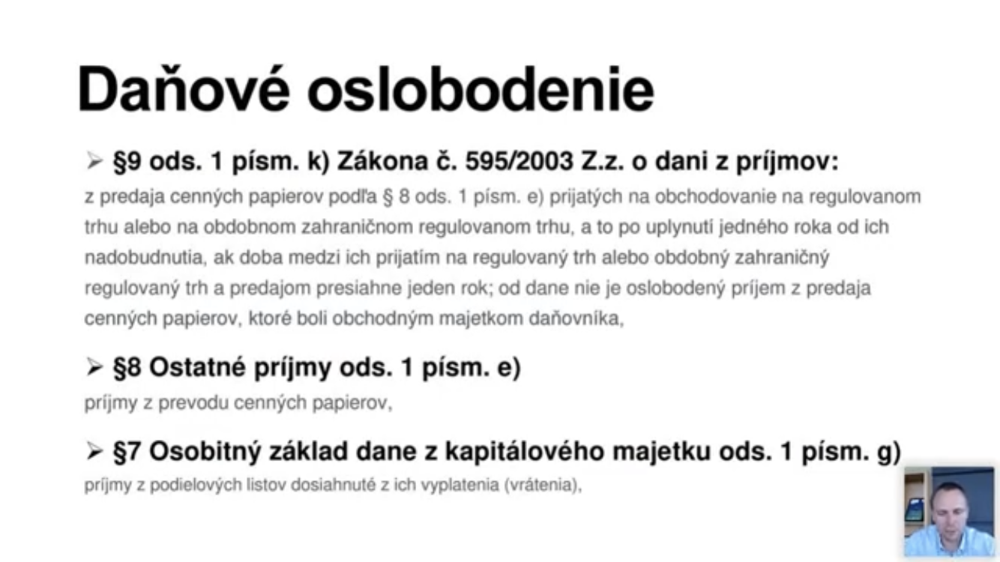 Daňové oslobodenie
➢ §9 ods. 1 písm. k) Zákona č. 595/2003 Z.z. o dani z príjmov:
z predaja cenných papierov podľa § 8 ods. 1 písm. e) prijatých na obchodovanie na regulovanom
trhu alebo na obdobnom zahraničnom regulovanom trhu, a to po uplynutí jedného roka od ich
nadobudnutia, ak doba medzi ich prijatím na regulovaný trh alebo obdobný zahraničný
regulovaný trh a predajom presiahne jeden rok; od dane nie je oslobodený príjem z predaja
cenných papierov, ktoré boli obchodným majetkom daňovníka,
➢ §8 Ostatné príjmy ods. 1 písm. e)
príjmy z prevodu cenných papierov,
➢ §7 Osobitný základ dane z kapitálového majetku ods. 1 písm. g)
príjmy z podielových listov dosiahnuté z ich vyplatenia (vrátenia),